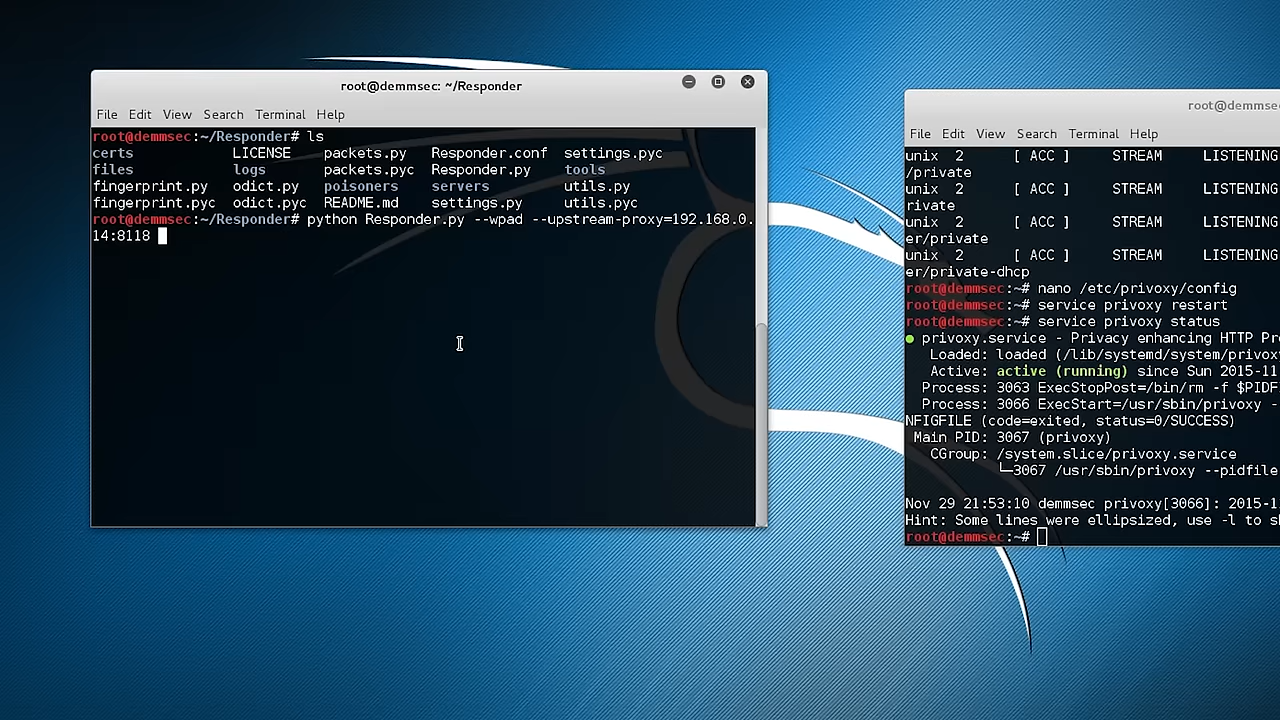 root@demmsec: ~/Responder
File Edit View Search Terminal Help
root@demmsec:~/Responder# ls
certs LICENSE packets.py Responder.conf settings.pyc
files logs packets.pyc Responder.py tools
fingerprint.py odict.py poisoners servers utils.py
fingerprint.pyc odict.pyc README.md settings.py utils.pyc
root@demmsec:~/Responder# python Responder.py --wpad --upstream-proxy=192.168.0.
14:8118
root@demmse
File Edit View Search Terminal Help
unix 2 [ ACC ] STREAM LISTENING
/private
unix 2 [ ACC ] STREAM LISTENING
rivate
unix 2 [ ACC ] STREAM LISTENING
er/private
unix 2 [ ACC ] STREAM LISTENING
er/private-dhcp
root@demmsec:~# nano /etc/privoxy/config
root@demmsec:~# service privoxy restart
root@demmsec:~# service privoxy status
● privoxy.service - Privacy enhancing HTTP Pr
Loaded: loaded (/lib/systemd/system/privox
Active: active (running) since Sun 2015-11
Process: 3063 ExecStopPost=/bin/rm -f $PIDF
Process: 3066 ExecStart=/usr/sbin/privoxy -
NFIGFILE (code=exited, status=0/SUCCESS)
Main PID: 3067 (privoxy)
CGroup: /system.slice/privoxy.service
└─3067 /usr/sbin/privoxy --pidfile
Nov 29 21:53:10 demmsec privoxy[3066]: 2015-1
Hint: Some lines were ellipsized, use -l to s
root@demmsec:~#